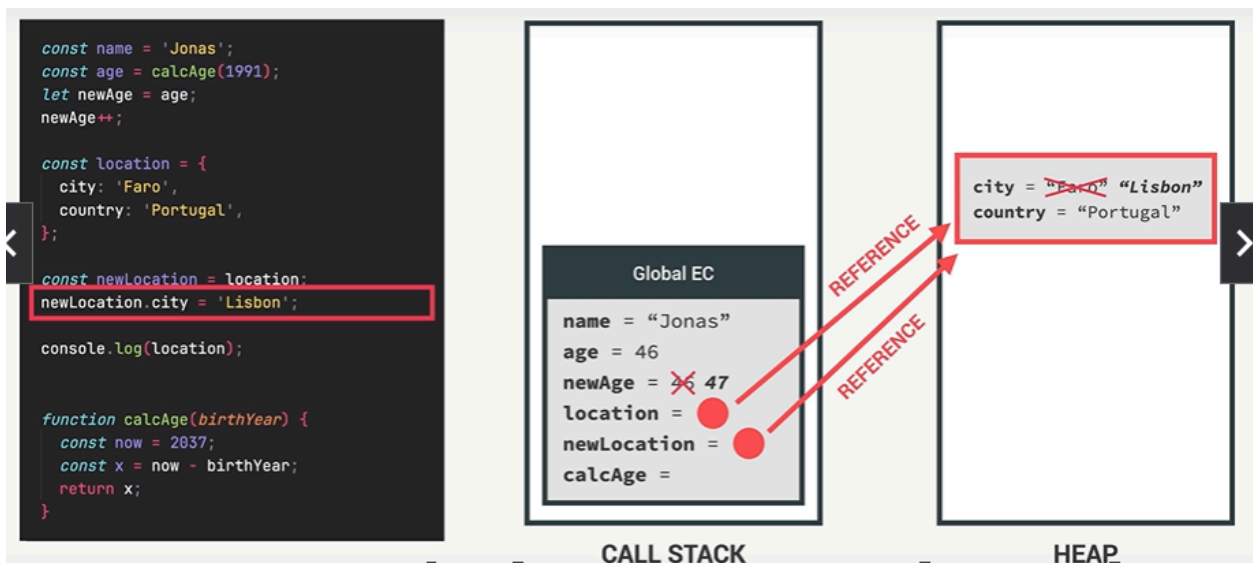 const name = 'Jonas';
const age = calcAge(1991);
let newAge = age;
newAge++;
const location = {
city: 'Faro',
country: 'Portugal',
};
const newLocation = location;
newLocation.city = 'Lisbon';
console.log(location);
function calcAge(birthYear) {
const now = 2037;
const x = now - birthYear;
return x;
}
Global EC
name = “Jonas”
age = 46
newAge = 46 47
location =
newLocation =
calcAge =
CALL STACK
REFERENCE
REFERENCE
city = “Faro” “Lisbon”
country = “Portugal”
HEAP